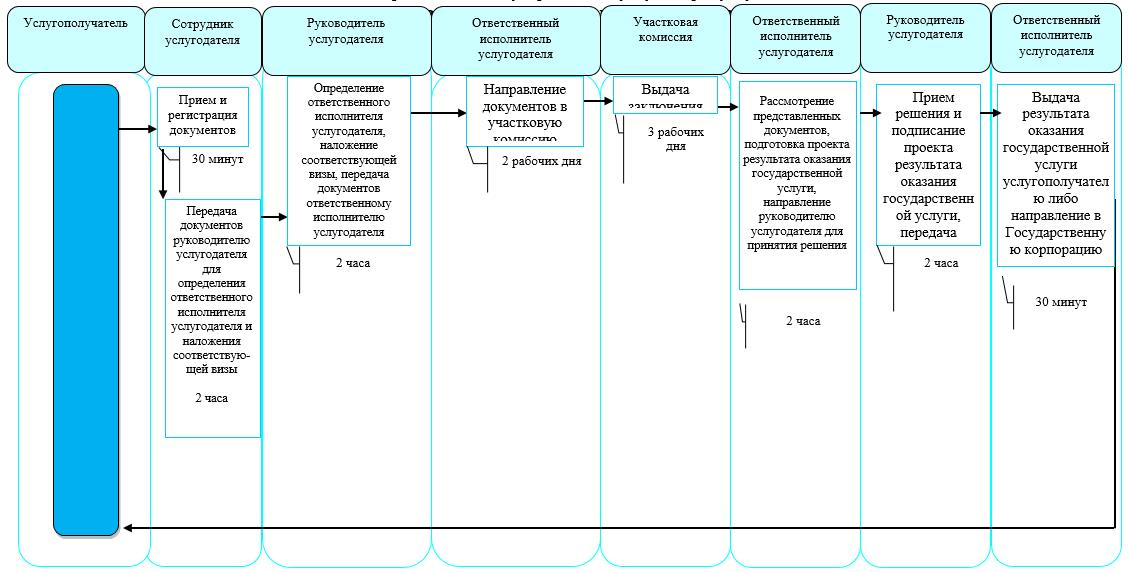 Услугополучатель
Сотрудник
услугодателя
Руководитель
услугодателя
Ответственный
исполнитель
услугодателя
Участковая
комиссия
Ответственный
исполнитель
услугодателя
Руководитель
услугодателя
Ответственный
исполнитель
услугодателя
Прием и
регистрация
документов
30 минут
Передача
документов
руководителю
услугодателя
для
определения
ответственного
исполнителя
услугодателя и
наложения
соответствую-
щей визы
2 часа
Определение
ответственного
исполнителя
услугодателя,
наложение
соответствующей
визы, передача
документов
ответственному
исполнителю
услугодателя
2 часа
Направление
документов в
участковую
комиссию
2 рабочих дня
Выдача
заключения
3 рабочих
дня
Рассмотрение
представленных
документов,
подготовка проекта
результата оказания
государственной
услуги,
направление
руководителю
услугодателя для
принятия решения
2 часа
Прием
решения и
подписание
проекта
результата
оказания
государственн
ой услуги,
передача
2 часа
Выдача
результата
оказания
государственной
услуги
услугополучател
ю либо
направление в
Государственну
ю корпорацию
30 минут